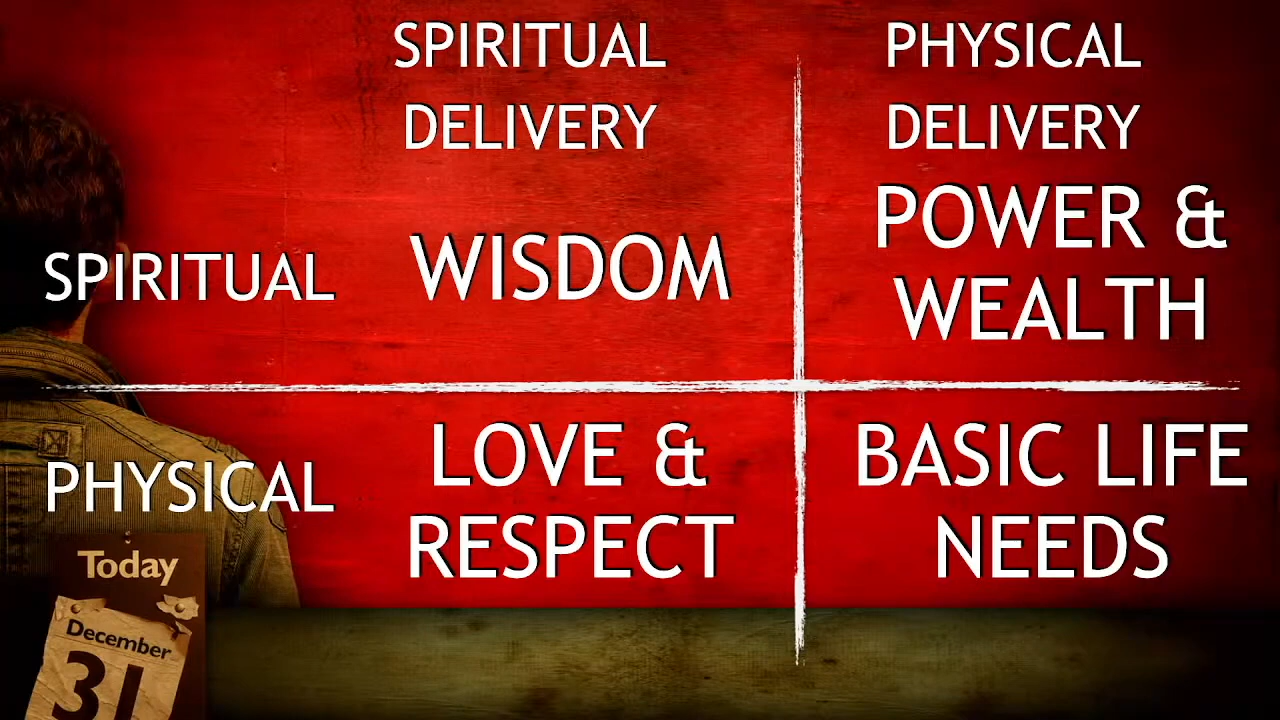 SPIRITUAL DELIVERY
PHYSICAL DELIVERY
SPIRITUAL
WISDOM
POWER &
WEALTH
PHYSICAL
LOVE &
RESPECT
BASIC LIFE
NEEDS
Today
December
31